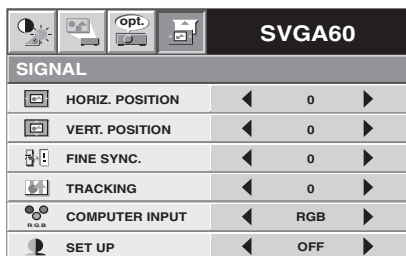 opt.
SVGA60
SIGNAL
HORIZ. POSITION 0
VERT. POSITION 0
FINE SYNC. 0
TRACKING 0
RGB COMPUTER INPUT RGB
SET UP OFF